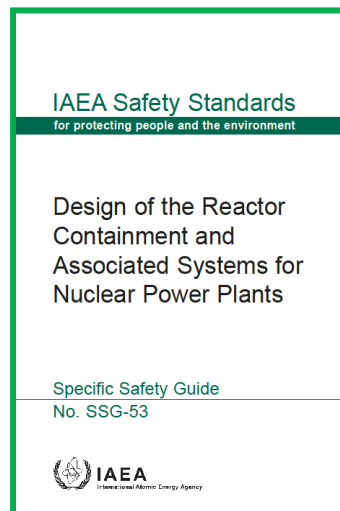 IAEA Safety Standards
for protecting people and the environment
Design of the Reactor
Containment and
Associated Systems for
Nuclear Power Plants
Specific Safety Guide
No. SSG-53
IAEA
International Atomic Energy Agency